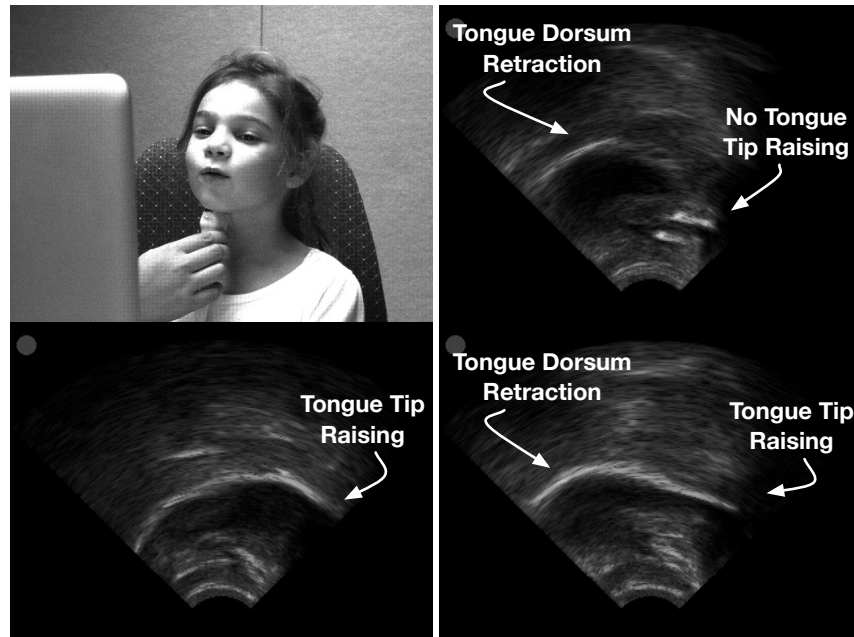 Tongue Dorsum
Retraction
No Tongue
Tip Raising
Tongue Tip
Raising
Tongue Dorsum
Retraction
Tongue Tip
Raising